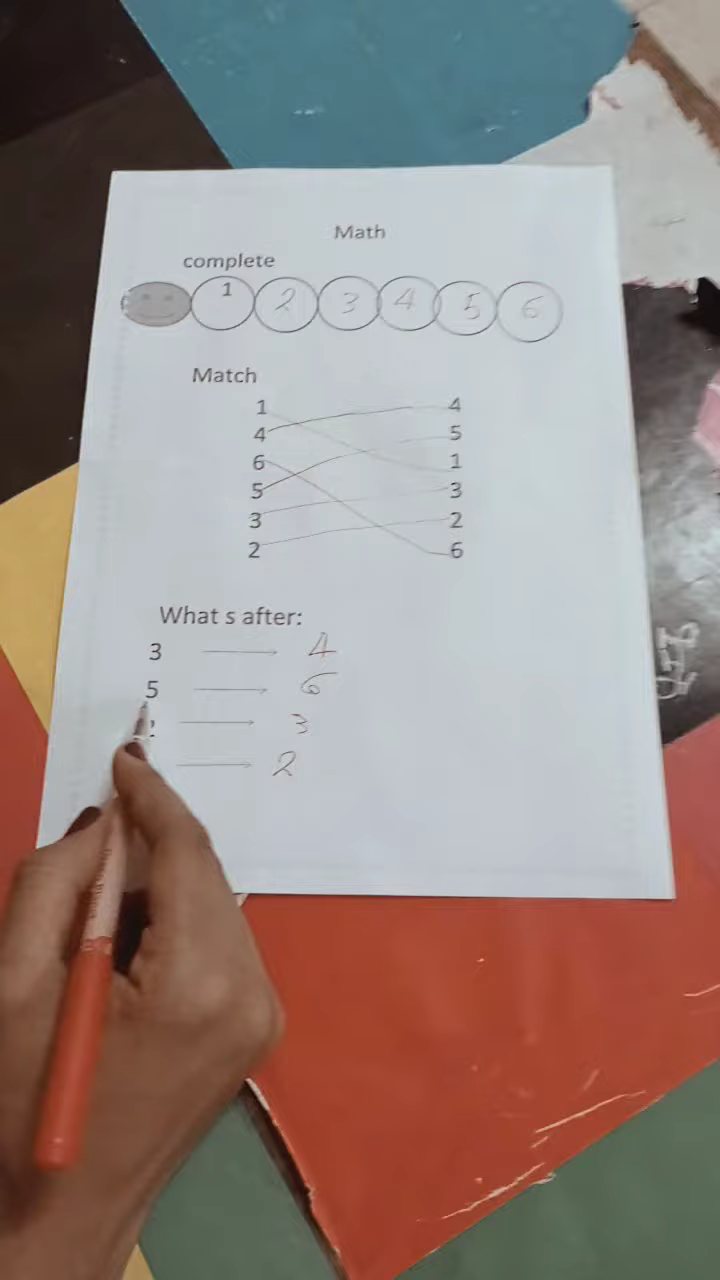 Math
complete
1 2 3 4 5 6
Match
1 4
4 5
6 1
5 3
3 2
2 6
What s after:
3 → 4
5 → 6
2 → 3
→ 2